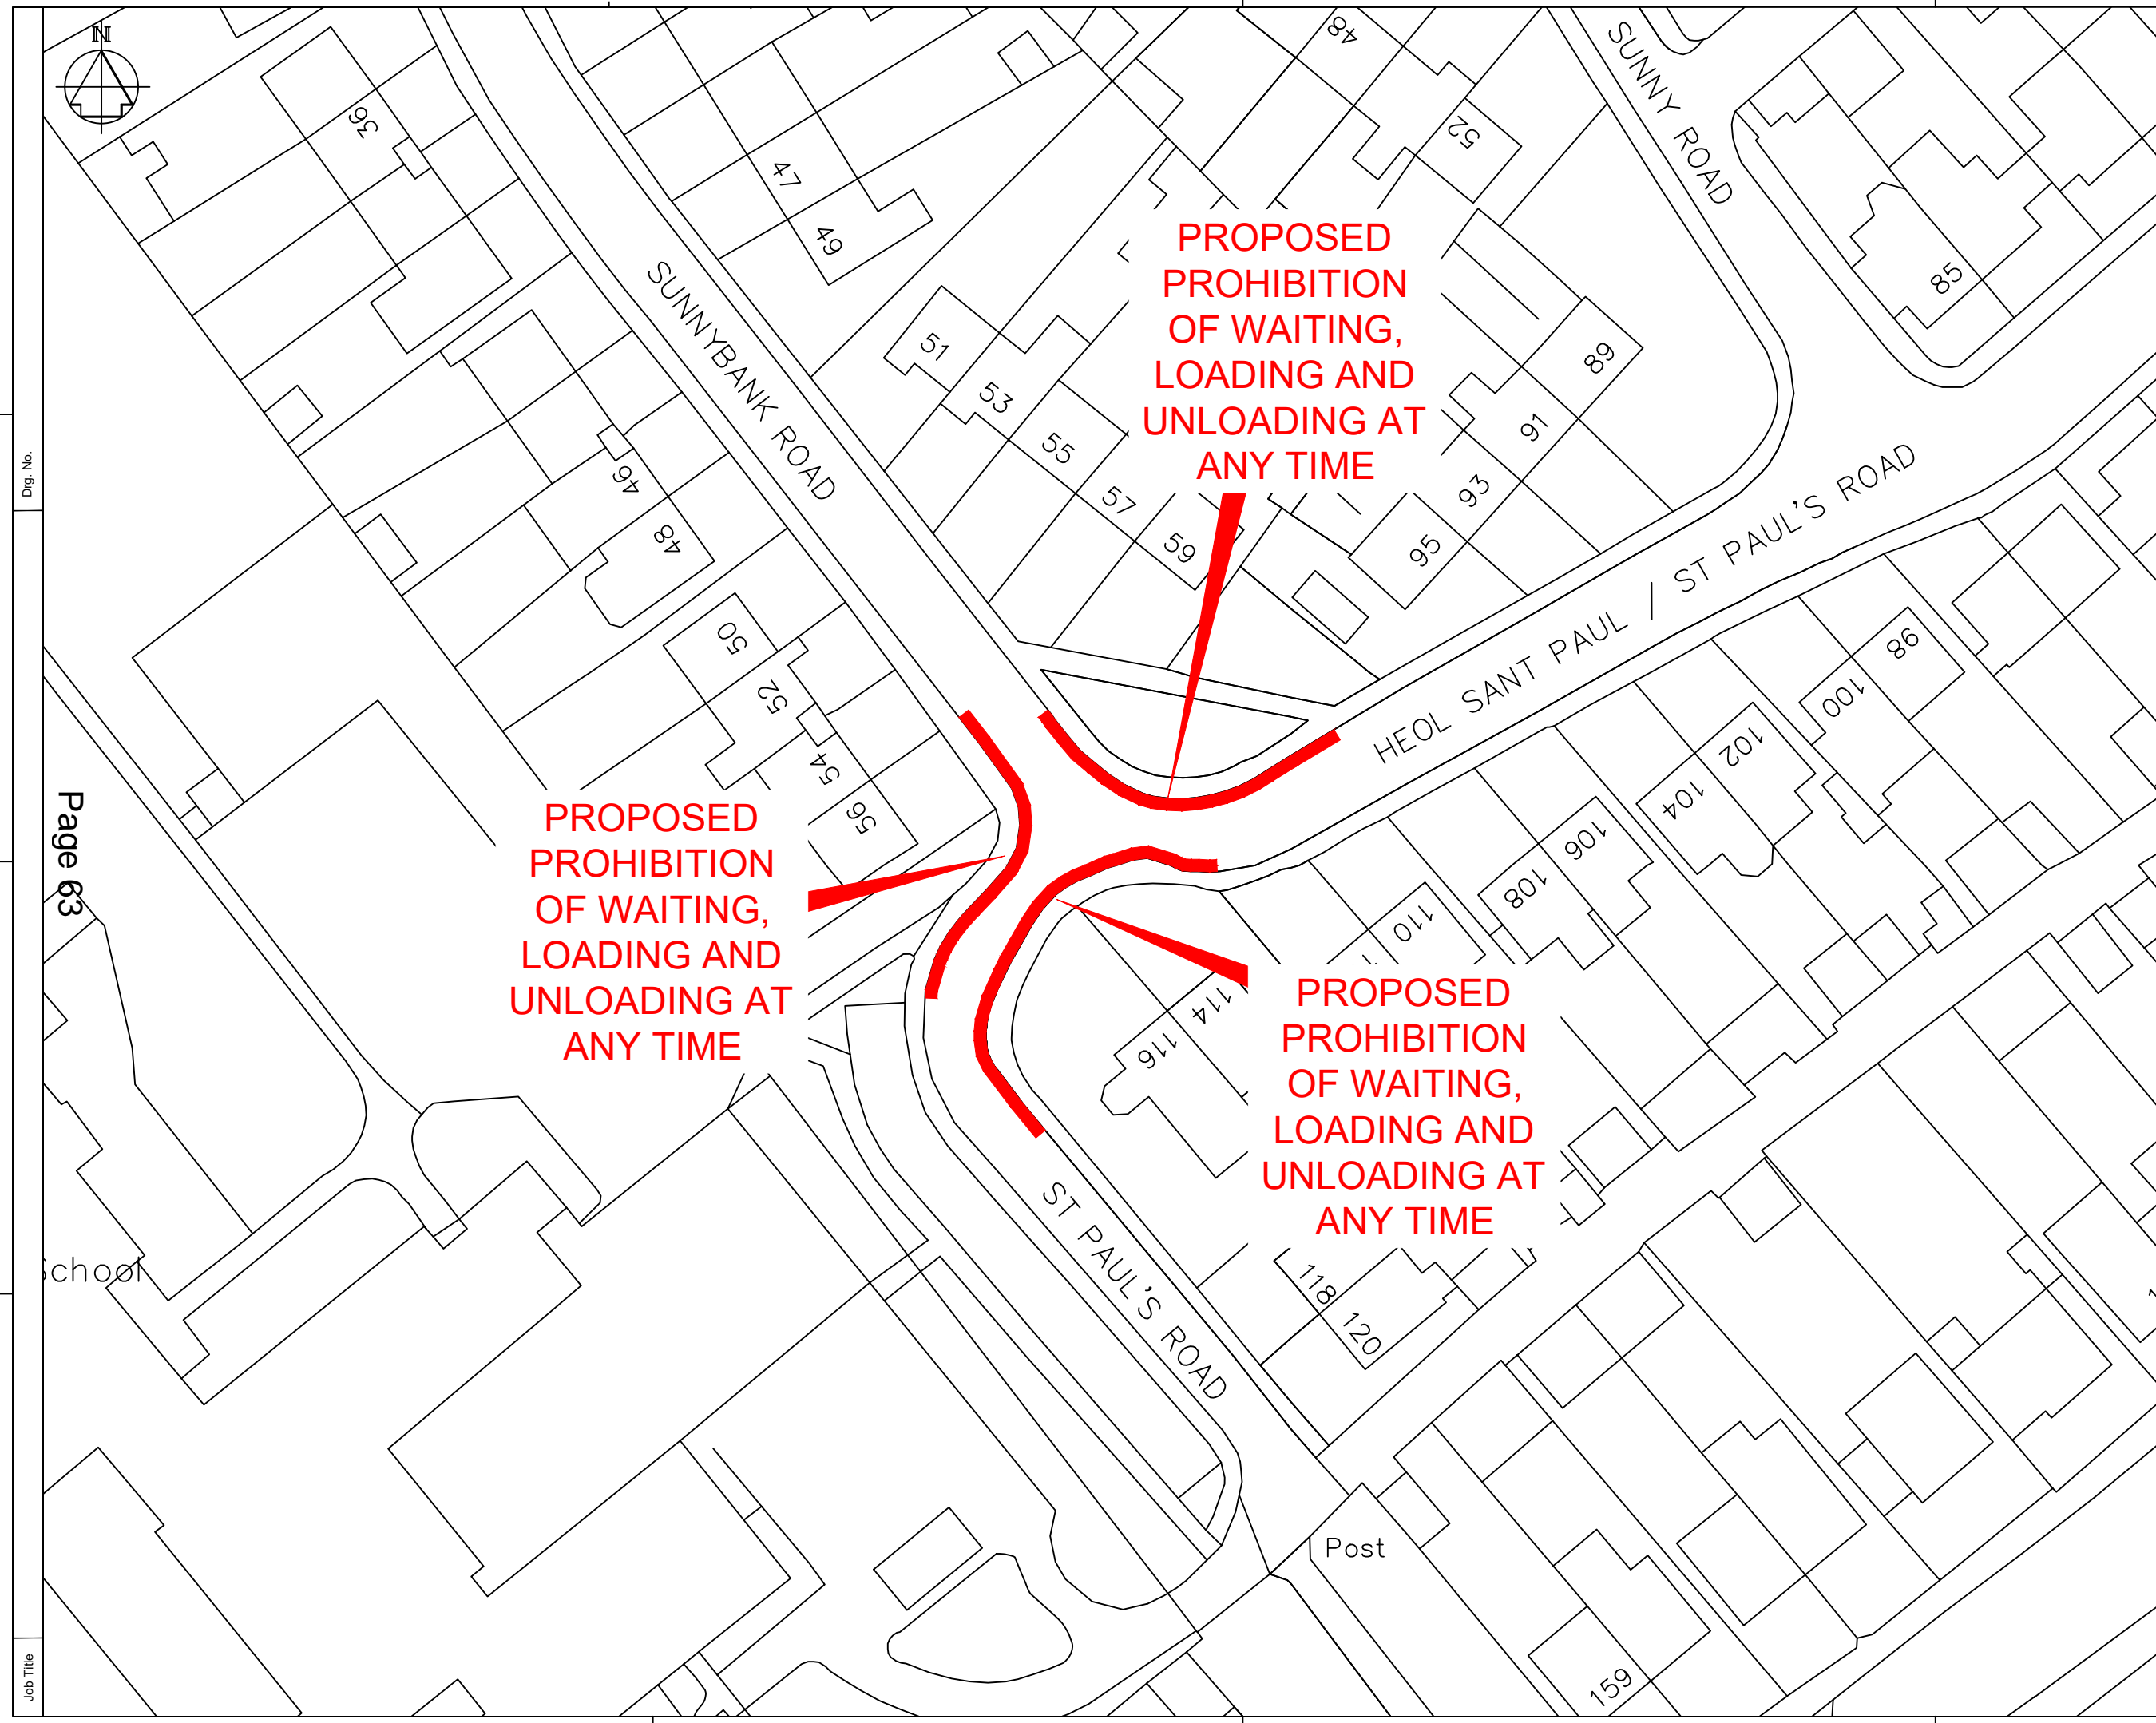 N
36
47
49
48
52
SUNNY ROAD
85
SUNNYBANK ROAD
51
53
55
57
59
PROPOSED
PROHIBITION
OF WAITING,
LOADING AND
UNLOADING AT
ANY TIME
89
91
93
95
46
48
50
52
54
56
HEOL SANT PAUL / ST PAUL'S ROAD
98
100
102
104
106
108
110
114
116
PROPOSED
PROHIBITION
OF WAITING,
LOADING AND
UNLOADING AT
ANY TIME
PROPOSED
PROHIBITION
OF WAITING,
LOADING AND
UNLOADING AT
ANY TIME
ST PAUL'S ROAD
118
120
School
Post
159
Drg. No.
Page 63
Job Title